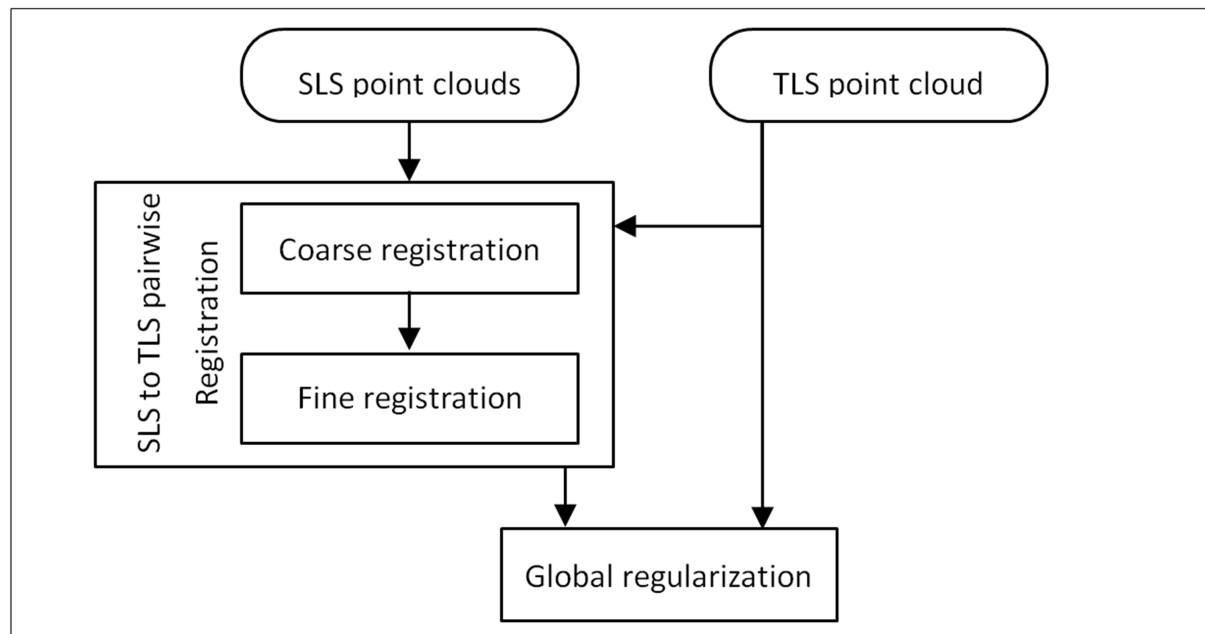 SLS point clouds
TLS point cloud
SLS to TLS pairwise
Registration
Coarse registration
Fine registration
Global regularization